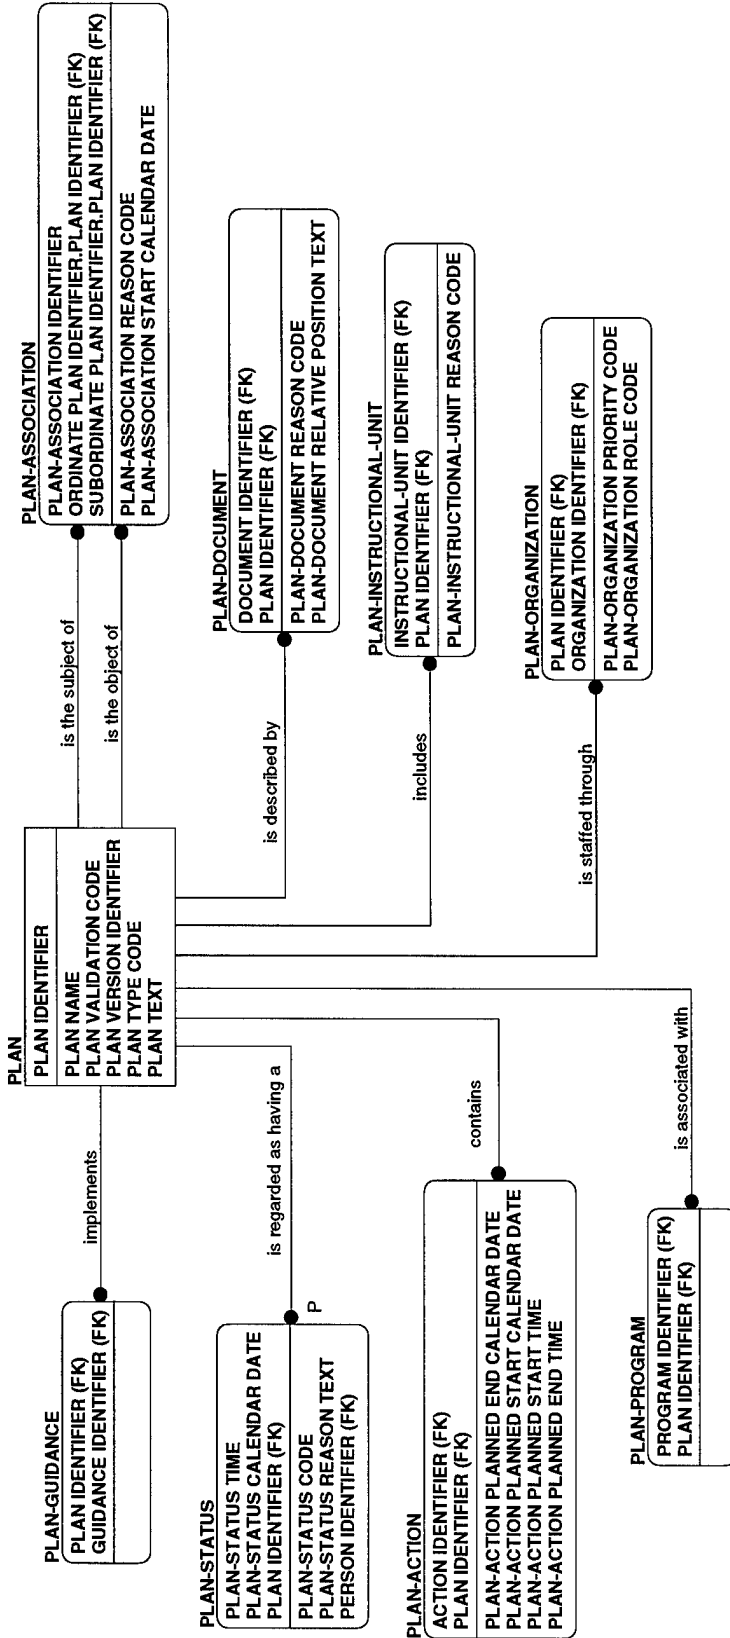 PLAN-GUIDANCE
PLAN IDENTIFIER (FK)
GUIDANCE IDENTIFIER (FK)
implements
PLAN
PLAN IDENTIFIER
PLAN NAME
PLAN VALIDATION CODE
PLAN VERSION IDENTIFIER
PLAN TYPE CODE
PLAN TEXT
is the subject of
is the object of
PLAN-ASSOCIATION
PLAN-ASSOCIATION IDENTIFIER
ORDINATE PLAN IDENTIFIER.PLAN IDENTIFIER (FK)
SUBORDINATE PLAN IDENTIFIER.PLAN IDENTIFIER (FK)
PLAN-ASSOCIATION REASON CODE
PLAN-ASSOCIATION START CALENDAR DATE
PLAN-STATUS
PLAN-STATUS TIME
PLAN-STATUS CALENDAR DATE
PLAN IDENTIFIER (FK)
PLAN-STATUS CODE
PLAN-STATUS REASON TEXT
PERSON IDENTIFIER (FK)
P
is regarded as having a
is described by
PLAN-DOCUMENT
DOCUMENT IDENTIFIER (FK)
PLAN IDENTIFIER (FK)
PLAN-DOCUMENT REASON CODE
PLAN-DOCUMENT RELATIVE POSITION TEXT
includes
PLAN-INSTRUCTIONAL-UNIT
INSTRUCTIONAL-UNIT IDENTIFIER (FK)
PLAN IDENTIFIER (FK)
PLAN-INSTRUCTIONAL-UNIT REASON CODE
PLAN-ACTION
ACTION IDENTIFIER (FK)
PLAN IDENTIFIER (FK)
PLAN-ACTION PLANNED END CALENDAR DATE
PLAN-ACTION PLANNED START CALENDAR DATE
PLAN-ACTION PLANNED START TIME
PLAN-ACTION PLANNED END TIME
contains
is staffed through
PLAN-ORGANIZATION
PLAN IDENTIFIER (FK)
ORGANIZATION IDENTIFIER (FK)
PLAN-ORGANIZATION PRIORITY CODE
PLAN-ORGANIZATION ROLE CODE
PLAN-PROGRAM
PROGRAM IDENTIFIER (FK)
PLAN IDENTIFIER (FK)
is associated with